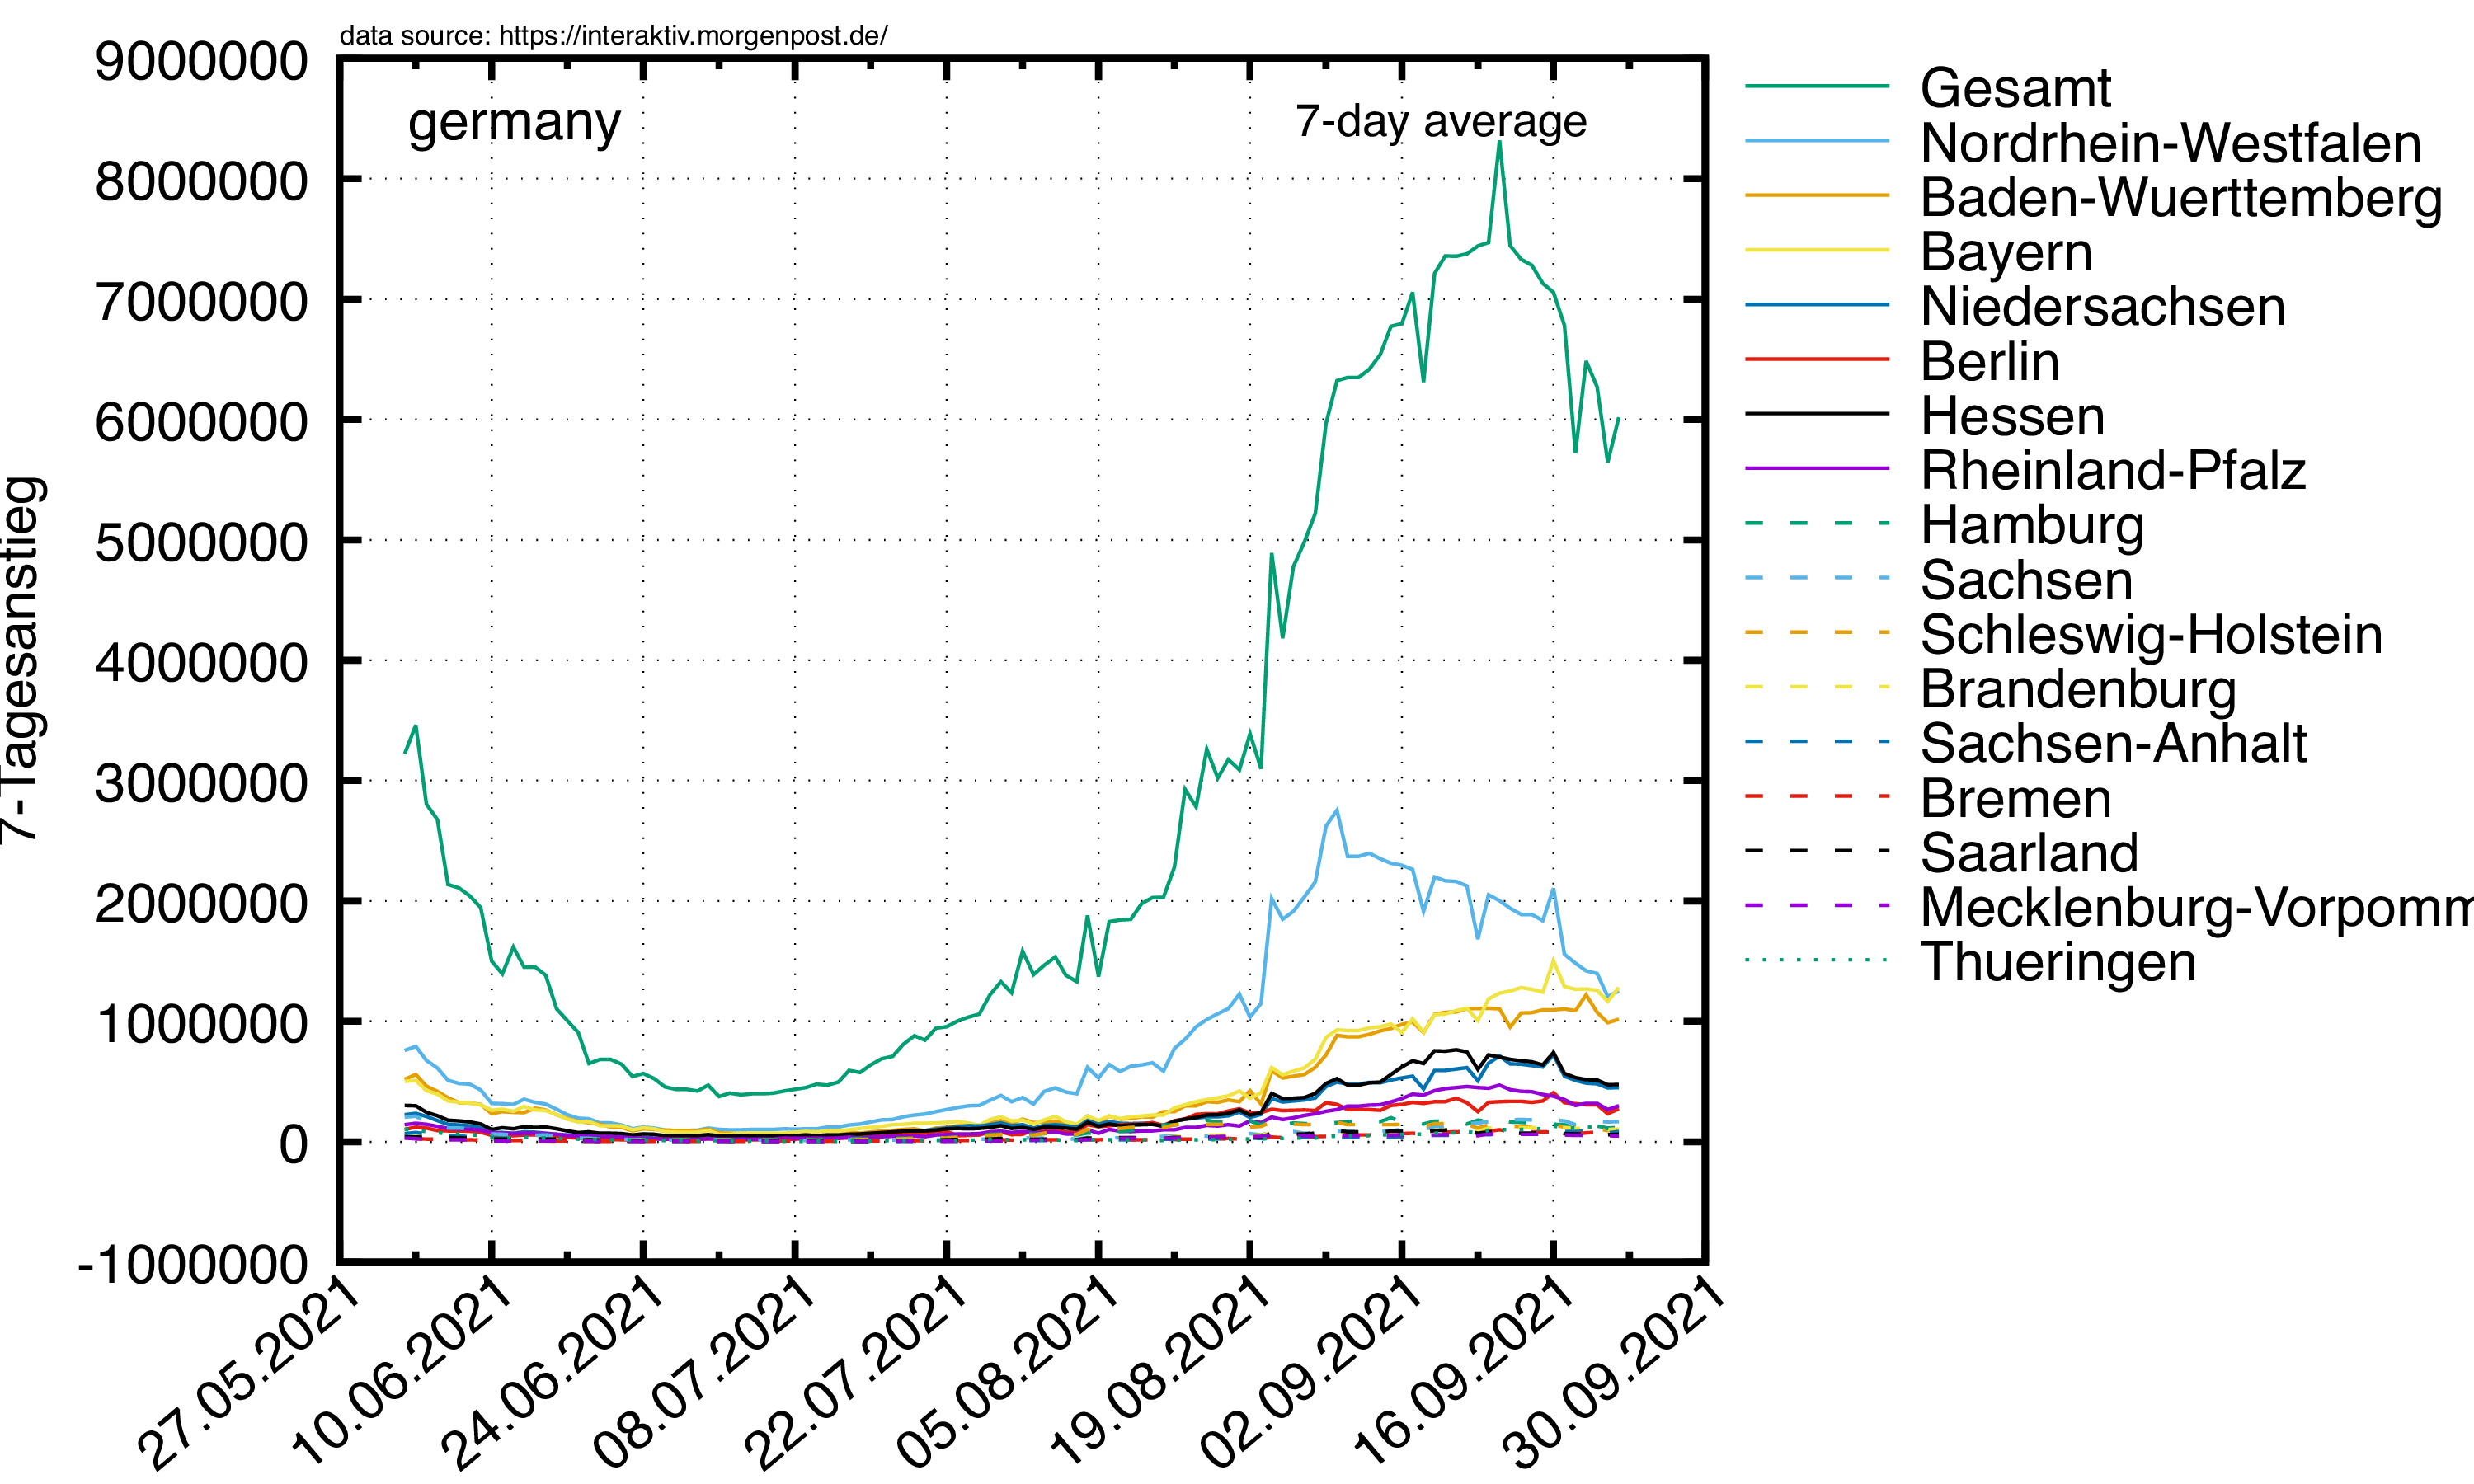 data source: https://interaktiv.morgenpost.de/
germany
7-day average
7-Tagesanstieg
9000000
8000000
7000000
6000000
5000000
4000000
3000000
2000000
1000000
0
-1000000
27.05.2021
10.06.2021
24.06.2021
08.07.2021
22.07.2021
05.08.2021
19.08.2021
02.09.2021
16.09.2021
30.09.2021
Gesamt
Nordrhein-Westfalen
Baden-Wuerttemberg
Bayern
Niedersachsen
Berlin
Hessen
Rheinland-Pfalz
Hamburg
Sachsen
Schleswig-Holstein
Brandenburg
Sachsen-Anhalt
Bremen
Saarland
Mecklenburg-Vorpomm
Thueringen